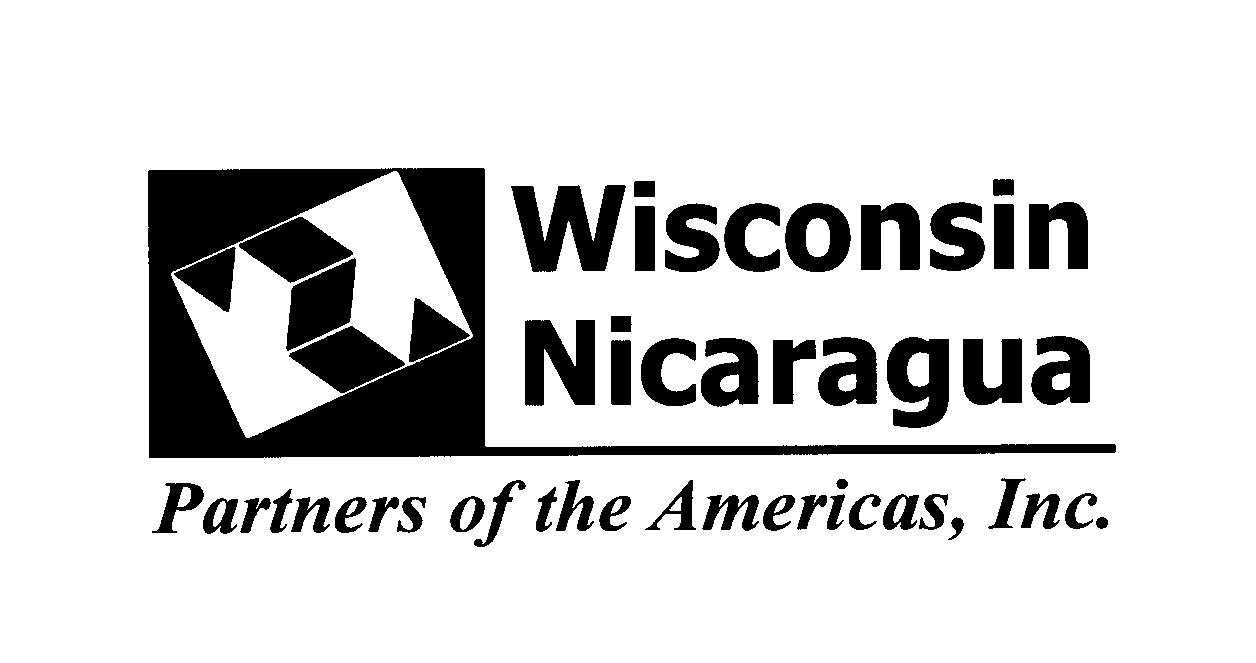 Wisconsin
Nicaragua
Partners of the Americas, Inc.